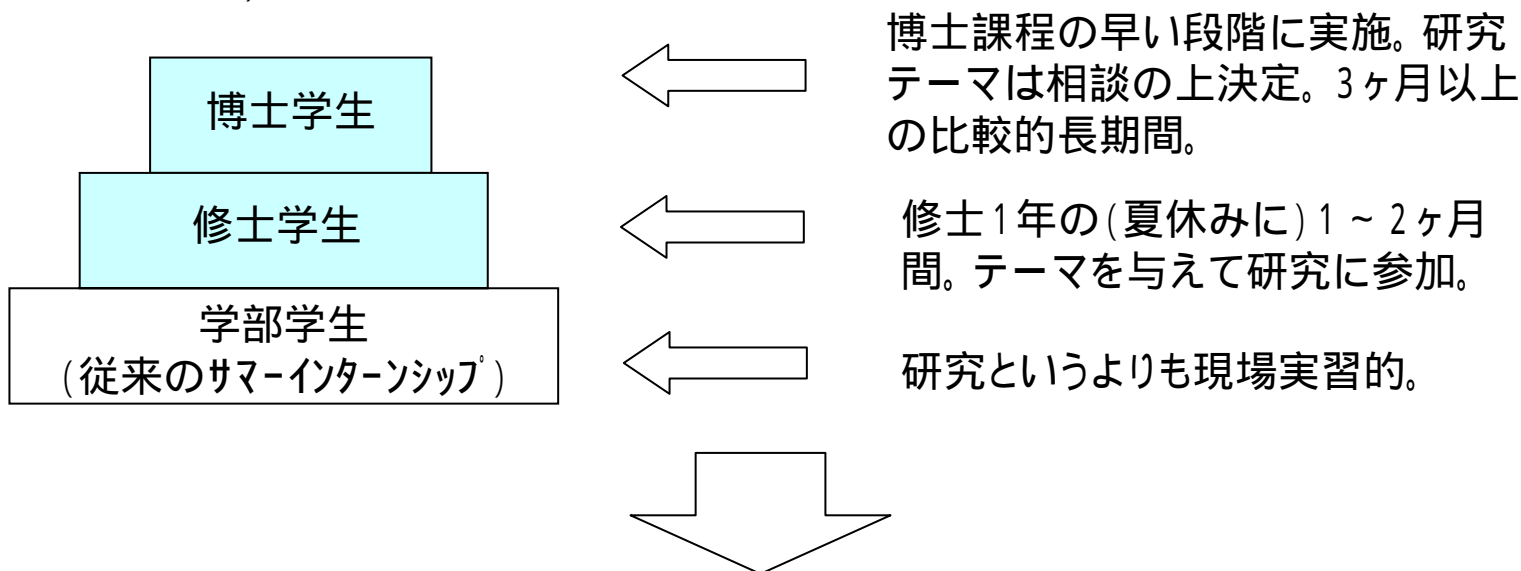 博士学生
博士課程の早い段階に実施。研究
テーマは相談の上決定。3ヶ月以上
の比較的長期間。
修士学生
修士1年の(夏休みに)1~2ヶ月
間。テーマを与えて研究に参加。
学部学生
(従来のｻﾏｰｲﾝﾀｰﾝｼｯﾌﾟ)
研究というよりも現場実習的。